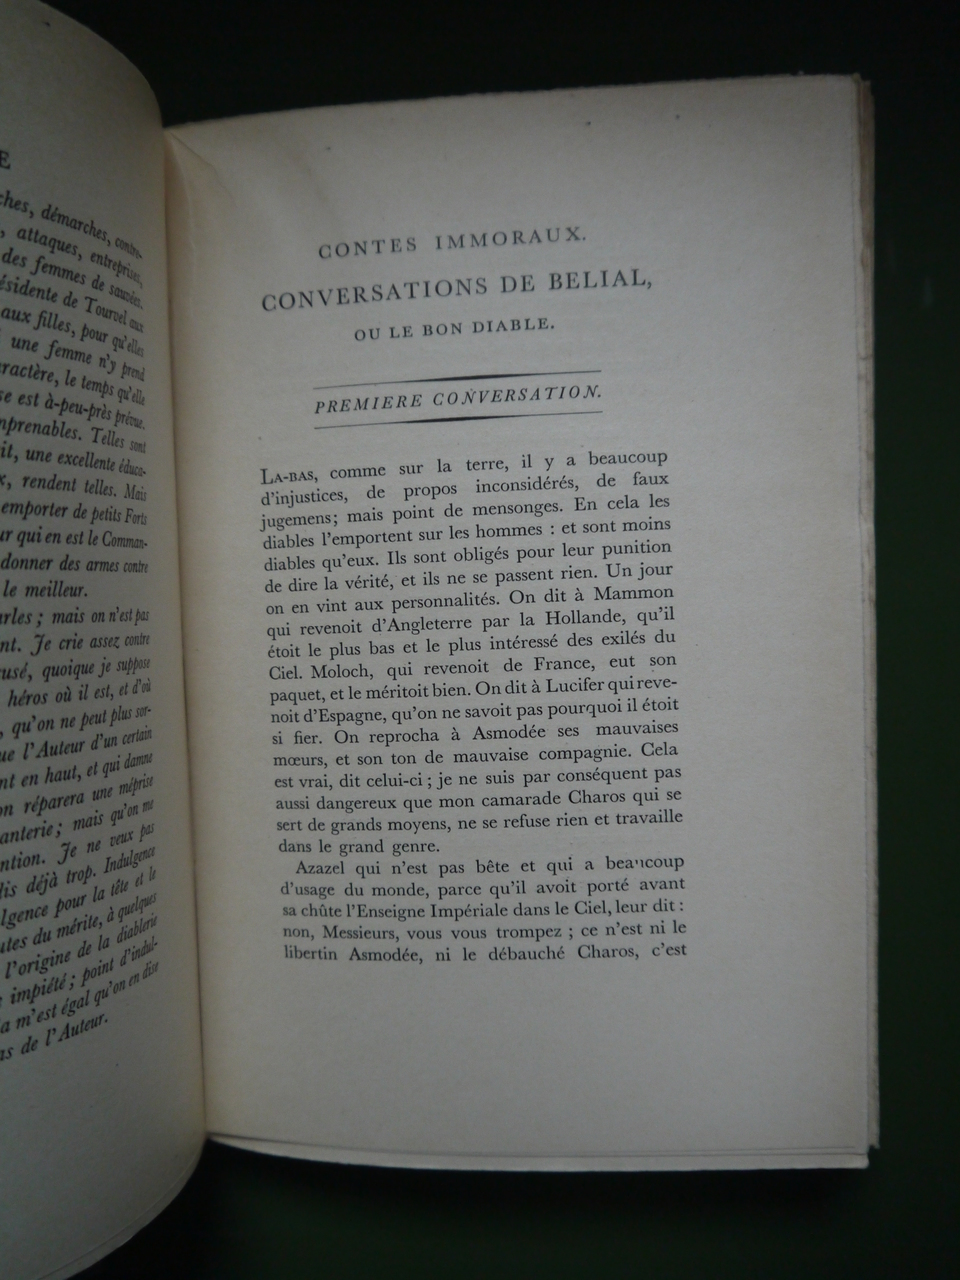 E
ches, démarches, contre-
, attaques, entreprises,
des femmes de sauvées.
ésidente de Tourvel aux
aux filles, pour qu'elles
une femme n'y prend
ractère, le temps qu'elle
se est à-peu-près prévue.
mprenables. Telles sont
it, une excellente éduca-
x, rendent telles. Mais
emporter de petits Forts
ur qui en est le Comman-
donner des armes contre
le meilleur.
arles ; mais on n'est pas
nt. Je crie assez contre
usé, quoique je suppose
héros où il est, et d'où
, qu'on ne peut plus sor-
ue l'Auteur d'un certain
nt en haut, et qui damne
on réparera une méprise
anterie ; mais qu'on me
ntion. Je ne veux pas
lis déjà trop. Indulgence
lgence pour la tête et le
utes du mérite, à quelques
l'origine de la diablerie
impiété ; point d'indul-
a m'est égal qu'on en dise
as de l'Auteur.
CONTES IMMORAUX.
CONVERSATIONS DE BELIAL,
OU LE BON DIABLE.
PREMIERE CONVERSATION.
LA-BAS, comme sur la terre, il y a beaucoup
d'injustices, de propos inconsidérés, de faux
jugemens; mais point de mensonges. En cela les
diables l'emportent sur les hommes : et sont moins
diables qu'eux. Ils sont obligés pour leur punition
de dire la vérité, et ils ne se passent rien. Un jour
on en vint aux personnalités. On dit à Mammon
qui revenoit d'Angleterre par la Hollande, qu'il
étoit le plus bas et le plus intéressé des exilés du
Ciel. Moloch, qui revenoit de France, eut son
paquet, et le méritoit bien. On dit à Lucifer qui reve-
noit d'Espagne, qu'on ne savoit pas pourquoi il étoit
si fier. On reprocha à Asmodée ses mauvaises
mœurs, et son ton de mauvaise compagnie. Cela
est vrai, dit celui-ci ; je ne suis par conséquent pas
aussi dangereux que mon camarade Charos qui se
sert de grands moyens, ne se refuse rien et travaille
dans le grand genre.
Azazel qui n'est pas bête et qui a beaucoup
d'usage du monde, parce qu'il avoit porté avant
sa chûte l'Enseigne Impériale dans le Ciel, leur dit :
non, Messieurs, vous vous trompez ; ce n'est ni le
libertin Asmodée, ni le débauché Charos, c'est